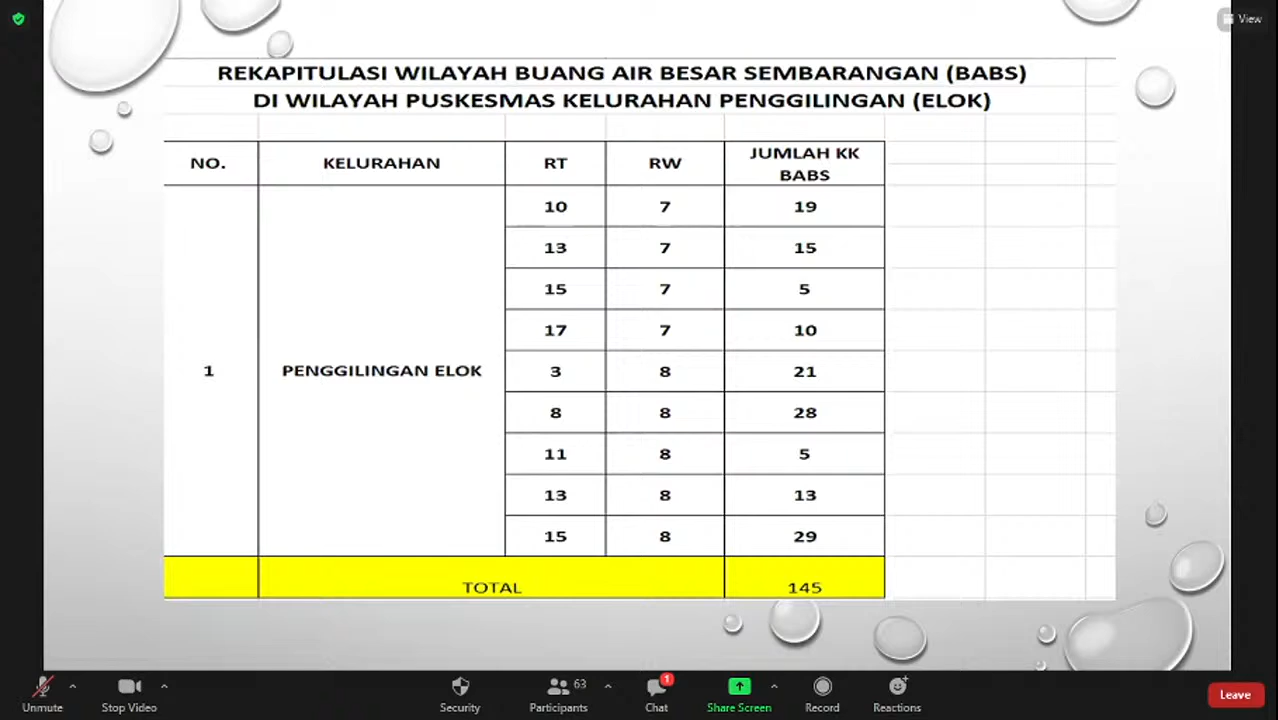 View
REKAPITULASI WILAYAH BUANG AIR BESAR SEMBARANGAN (BABS)
DI WILAYAH PUSKESMAS KELURAHAN PENGGILINGAN (ELOK)
NO. KELURAHAN RT RW JUMLAH KK BABS
10 7 19
13 7 15
15 7 5
17 7 10
1 PENGGILINGAN ELOK 3 8 21
8 8 28
11 8 5
13 8 13
15 8 29
TOTAL 145
63 1
Unmute Stop Video Security Participants Chat Share Screen Record Reactions Leave